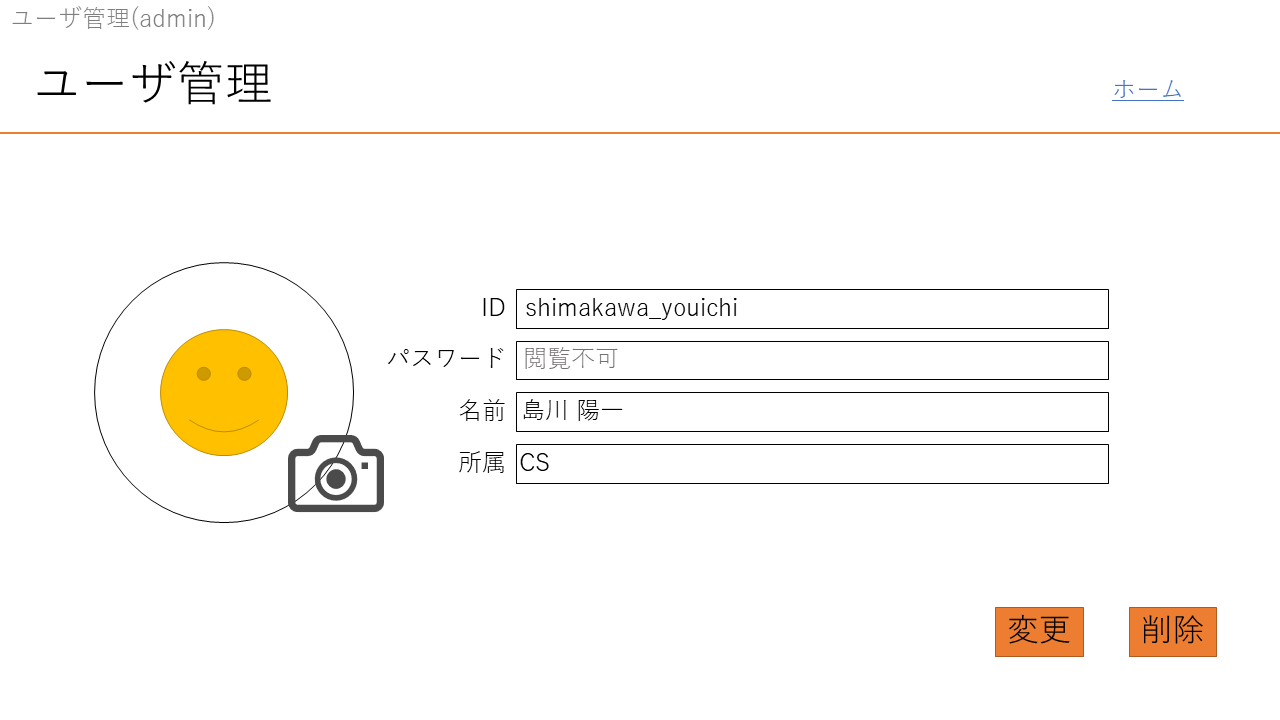 ユーザ管理(admin)
ユーザ管理
ホーム
ID shimakawa_youichi
パスワード 閲覧不可
名前 島川 陽一
所属 CS
変更 削除